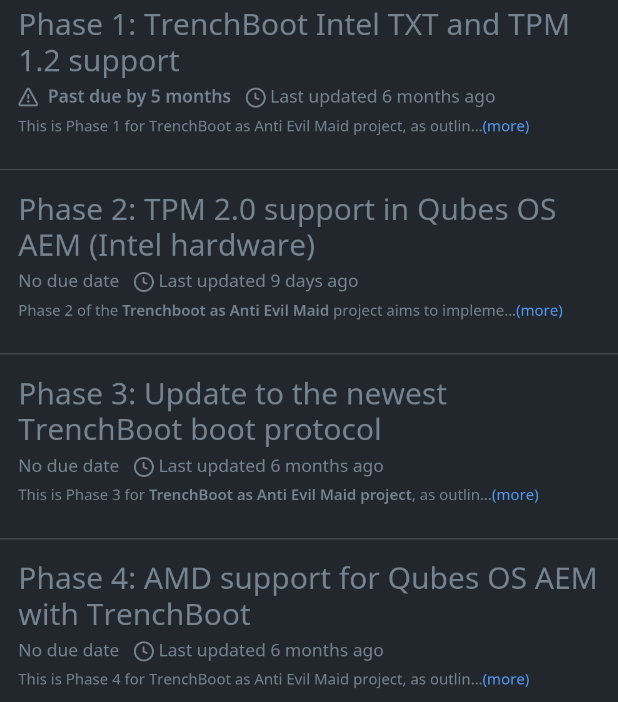 Phase 1: TrenchBoot Intel TXT and TPM
1.2 support
Past due by 5 months Last updated 6 months ago
This is Phase 1 for TrenchBoot as Anti Evil Maid project, as outlin...(more)
Phase 2: TPM 2.0 support in Qubes OS
AEM (Intel hardware)
No due date Last updated 9 days ago
Phase 2 of the Trenchboot as Anti Evil Maid project aims to impleme...(more)
Phase 3: Update to the newest
TrenchBoot boot protocol
No due date Last updated 6 months ago
This is Phase 3 for TrenchBoot as Anti Evil Maid project, as outlin...(more)
Phase 4: AMD support for Qubes OS AEM
with TrenchBoot
No due date Last updated 6 months ago
This is Phase 4 for TrenchBoot as Anti Evil Maid project, as outlin...(more)